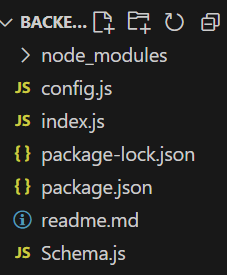 BACKE...
node_modules
JS config.js
JS index.js
{} package-lock.json
{} package.json
readme.md
JS Schema.js